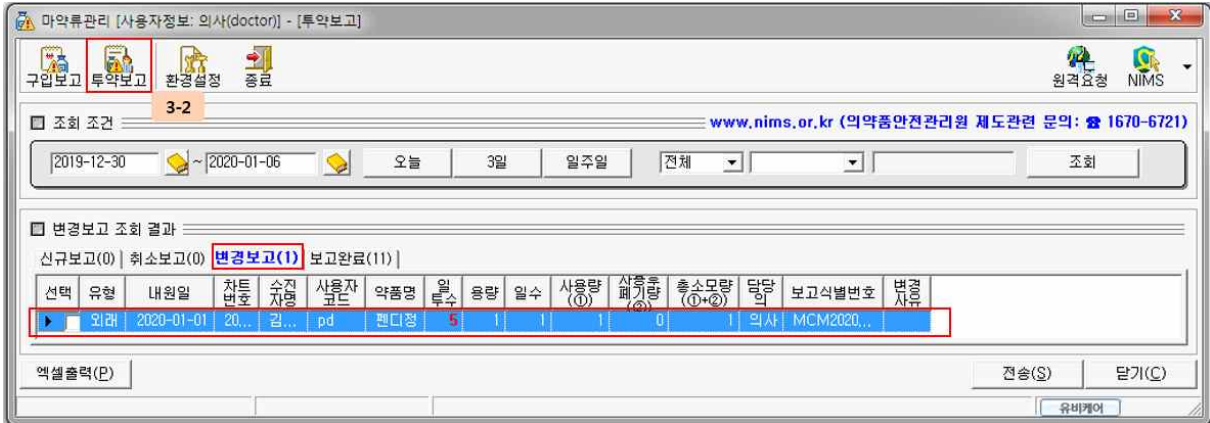 마약류관리 [사용자정보: 의사(doctor)] - [투약보고]
구입보고 투약보고 환경설정 종료 원격요청 NIMS
3-2
조회 조건 www.nims.or.kr (의약품안전관리원 제도관련 문의: ☎ 1670-6721)
2019-12-30 ~ 2020-01-06 오늘 3일 일주일 전체 조회
변경보고 조회 결과
신규보고(0) 취소보고(0) 변경보고(1) 보고완료(11)
선택 유형 내원일 차트번호 수진자명 사용자코드 약품명 일투수 용량 일수 사용량(①) 사용후폐기량(②) 총소모량(①+②) 담당의 보고식별번호 변경사유
외래 2020-01-01 20... 김... pd 펜디정 5 1 1 1 0 1 의사 MCM2020...
엑셀출력(P) 전송(S) 닫기(C)
유비케어